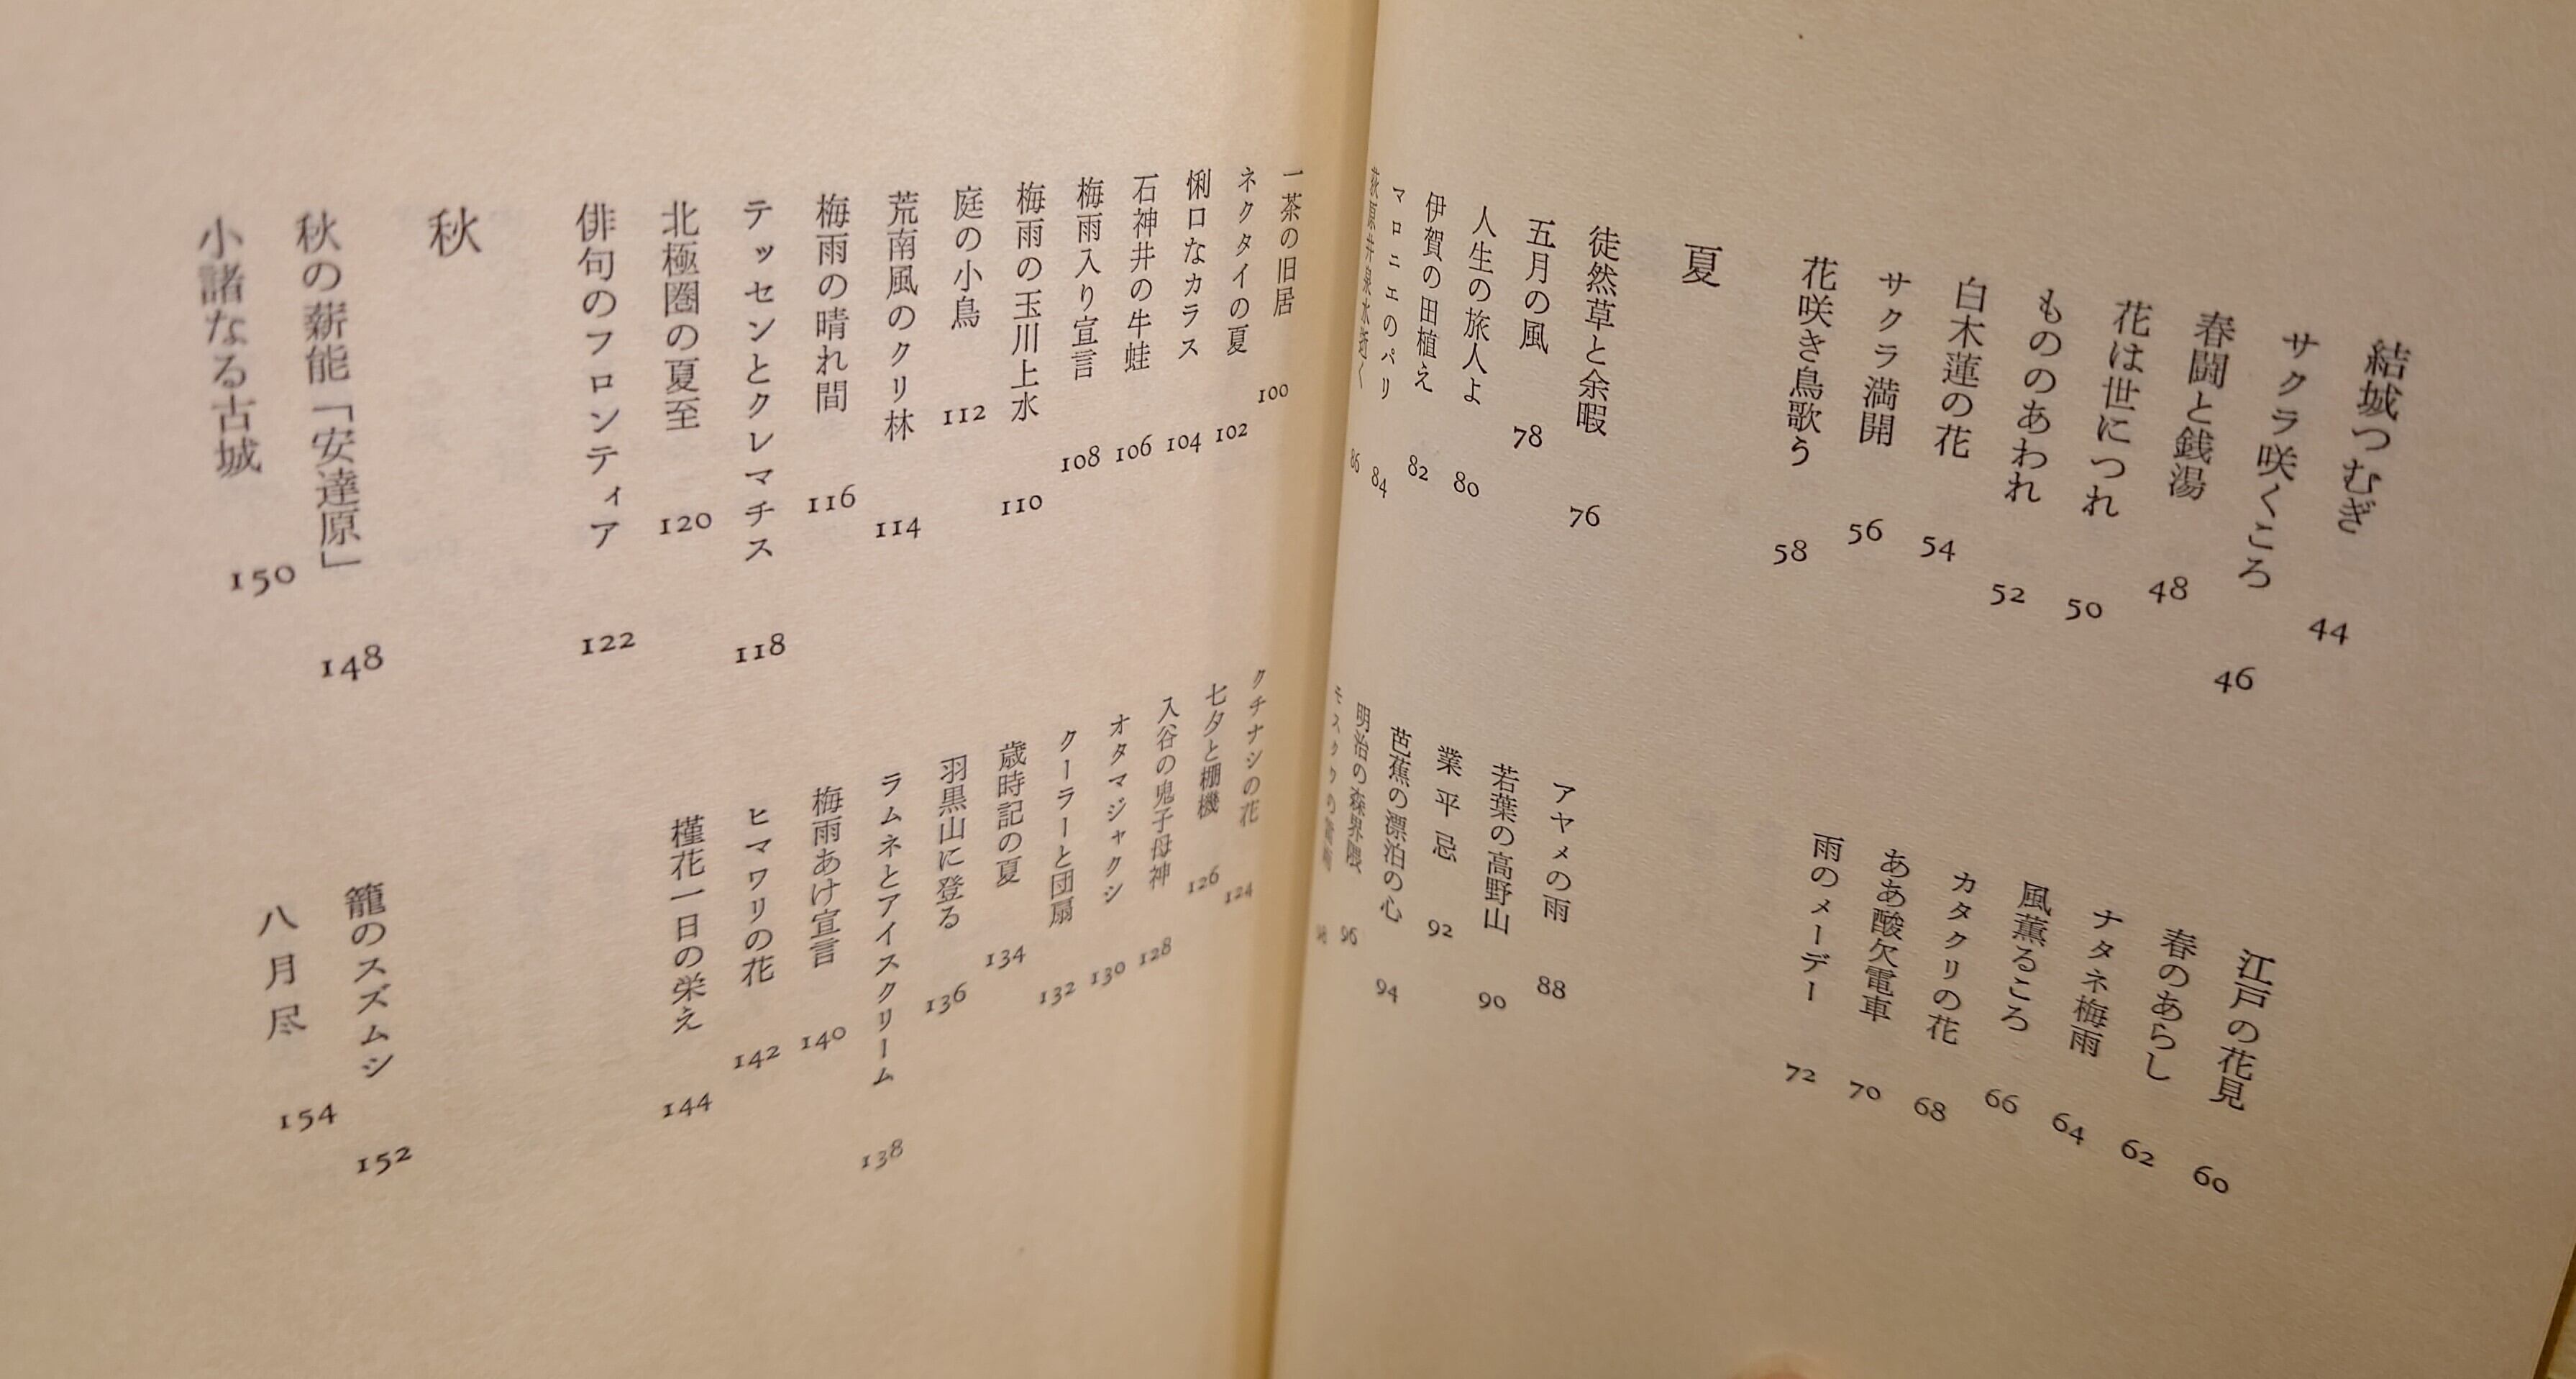 結城つむぎ 44
サクラ咲くころ 46
春闘と銭湯 48
花は世につれ 50
もののあわれ 52
白木蓮の花 54
サクラ満開 56
花咲き鳥歌う 58
江戸の花見 60
春のあらし 62
ナタネ梅雨 64
風薫るころ 66
カタクリの花 68
ああ酸欠電車 70
雨のメーデー 72
夏
徒然草と余暇 76
五月の風 78
人生の旅人よ 80
伊賀の田植え 82
マロニエのパリ 84
荻原井泉水逝く 86
アヤメの雨 88
若葉の高野山 90
業平忌 92
芭蕉の漂泊の心 94
明治の森界隈 96
モスクワの
一茶の旧居 100
ネクタイの夏 102
悧口なカラス 104
石神井の牛蛙 106
梅雨入り宣言 108
梅雨の玉川上水 110
庭の小鳥 112
荒南風のクリ林 114
梅雨の晴れ間 116
テッセンとクレマチス 118
北極圏の夏至 120
俳句のフロンティア 122
クチナシの花 124
七夕と棚機 126
入谷の鬼子母神 128
オタマジャクシ 130
クーラーと団扇 132
歳時記の夏 134
羽黒山に登る 136
ラムネとアイスクリーム 138
梅雨あけ宣言 140
ヒマワリの花 142
槿花一日の栄え 144
秋
秋の薪能「安達原」 148
小諸なる古城 150
籠のスズムシ 152
八月尽 154